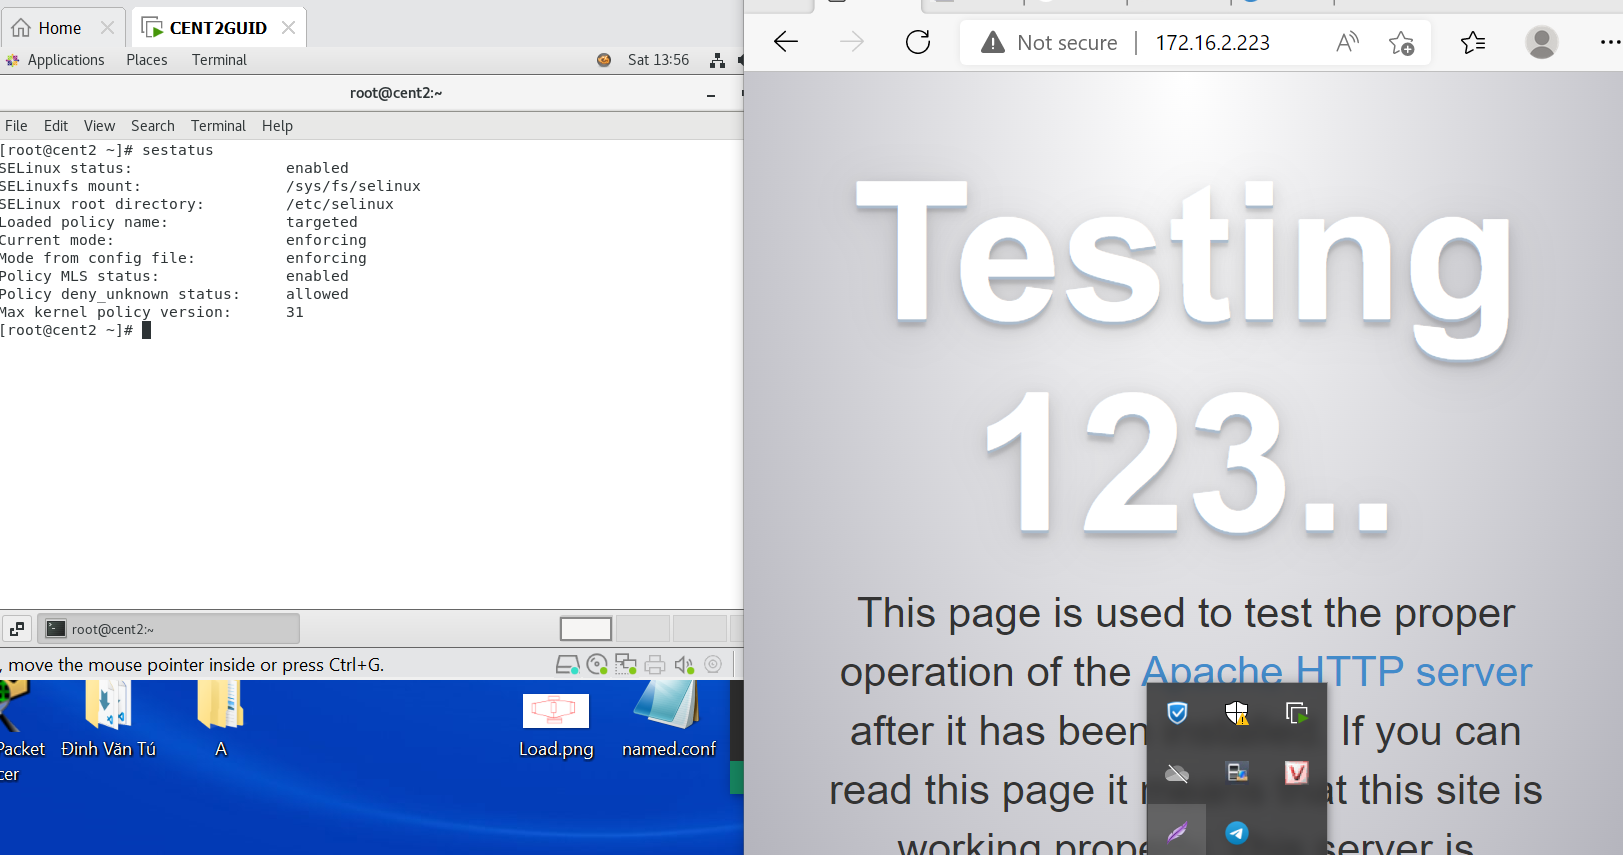 Home
CENT2GUID
Applications Places Terminal
Sat 13:56
root@cent2:~
File Edit View Search Terminal Help
[root@cent2 ~]# sestatus
SELinux status: enabled
SELinuxfs mount: /sys/fs/selinux
SELinux root directory: /etc/selinux
Loaded policy name: targeted
Current mode: enforcing
Mode from config file: enforcing
Policy MLS status: enabled
Policy deny_unknown status: allowed
Max kernel policy version: 31
[root@cent2 ~]#
root@cent2:~
, move the mouse pointer inside or press Ctrl+G.
Packet
cer
Đinh Văn Tú
A
Load.png
named.conf
Not secure
172.16.2.223
Testing
123..
This page is used to test the proper
operation of the Apache HTTP server
after it has been If you can
read this page it that this site is
working server is